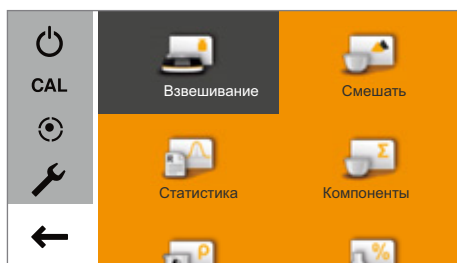 CAL
Взвешивание
Смешать
Σ
Статистика
Компоненты
ρ
%